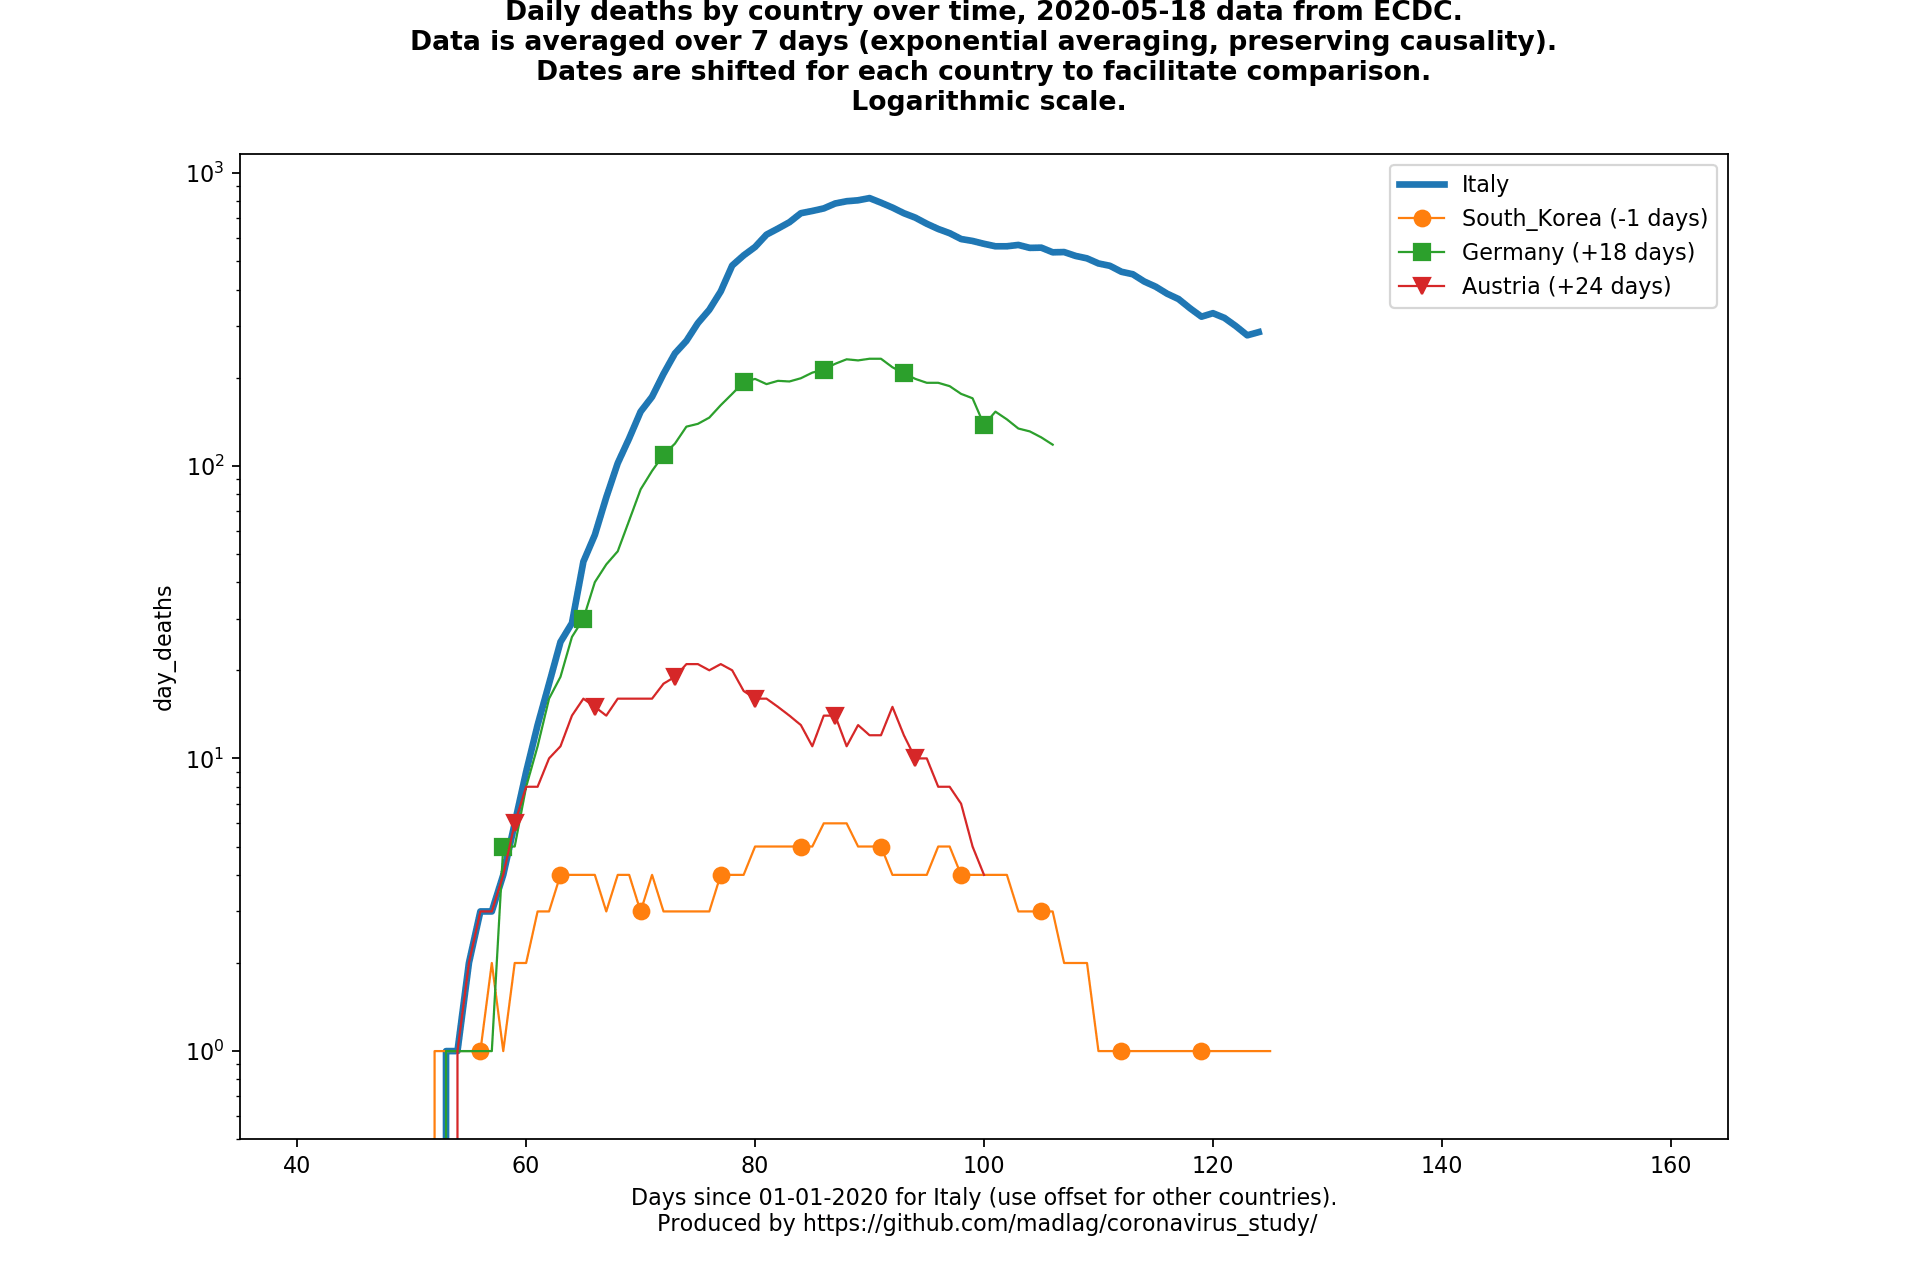 Daily deaths by country over time, 2020-05-18 data from ECDC.
Data is averaged over 7 days (exponential averaging, preserving causality).
Dates are shifted for each country to facilitate comparison.
Logarithmic scale.
10³
10²
10¹
10⁰
day_deaths
Italy
South_Korea (-1 days)
Germany (+18 days)
Austria (+24 days)
40 60 80 100 120 140 160
Days since 01-01-2020 for Italy (use offset for other countries).
Produced by https://github.com/madlag/coronavirus_study/